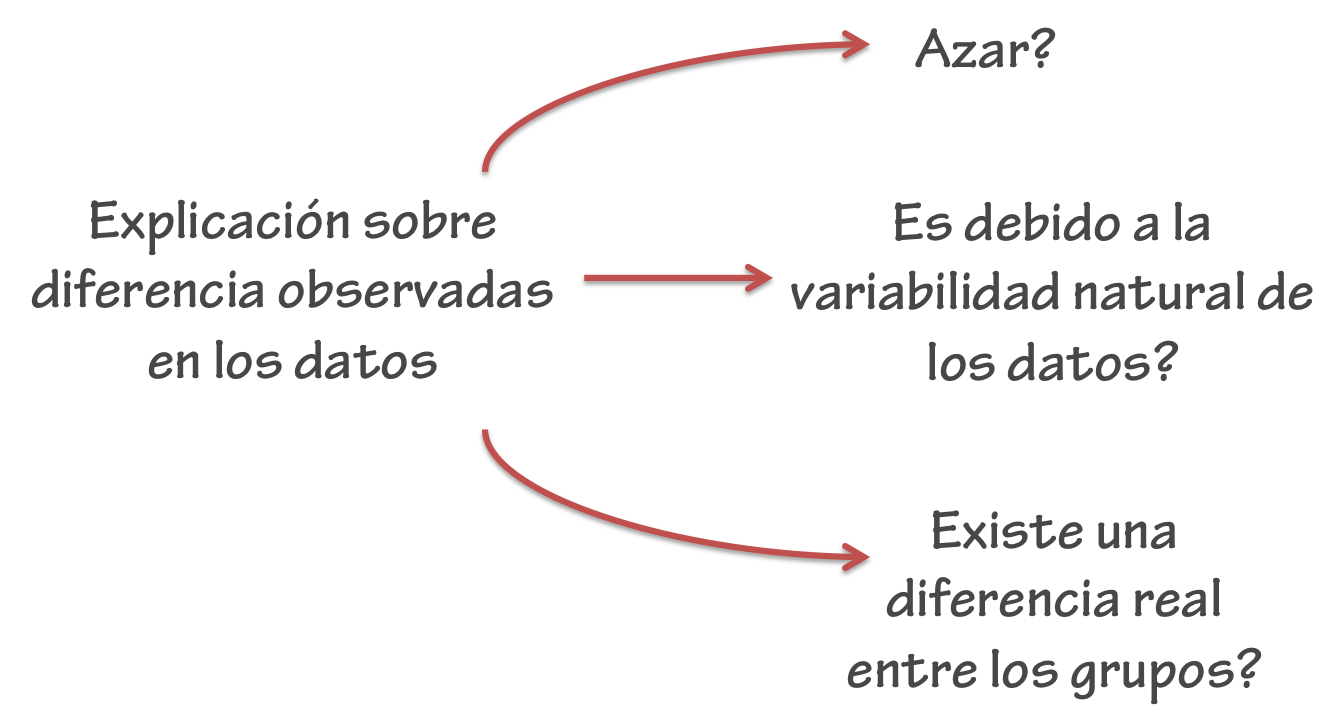 Azar?
Explicación sobre
diferencia observadas
en los datos
Es debido a la
variabilidad natural de
los datos?
Existe una
diferencia real
entre los grupos?